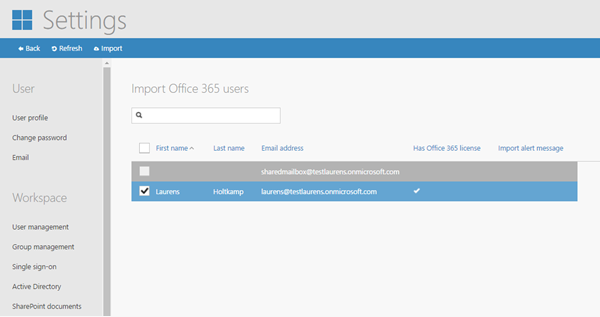 Settings
Back Refresh Import
User
User profile
Change password
Email
Workspace
User management
Group management
Single sign-on
Active Directory
SharePoint documents
Import Office 365 users
First name Last name Email address Has Office 365 license Import alert message
sharedmailbox@testlaurens.onmicrosoft.com
Laurens Holtkamp laurens@testlaurens.onmicrosoft.com